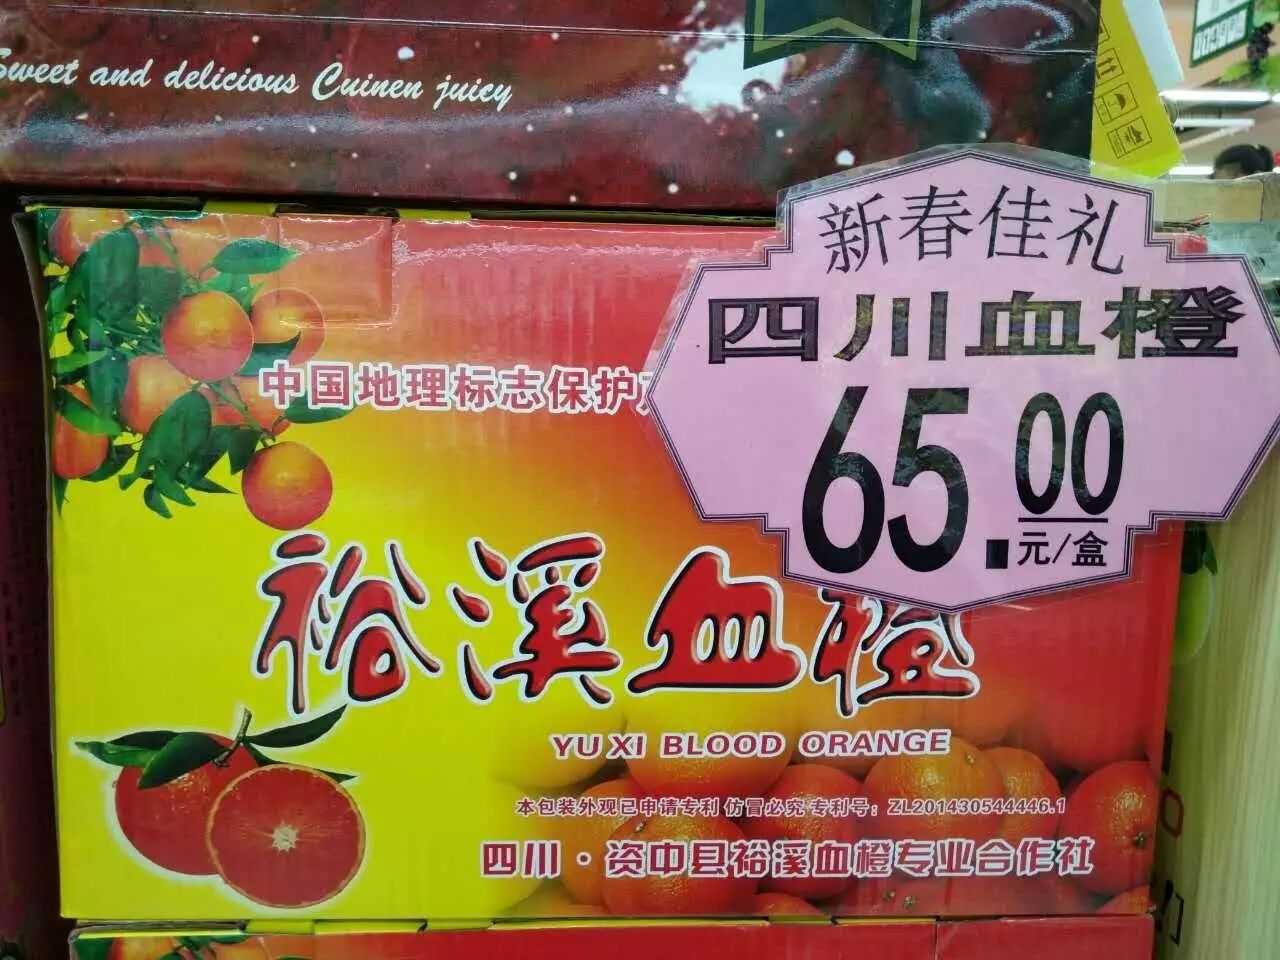 Sweet and delicious Cuinen juicy
新春佳礼
四川血橙
65.00
元/盒
中国地理标志保护
裕溪血橙
YU XI BLOOD ORANGE
本包装外观已申请专利 仿冒必究 专利号：ZL201430544446.1
四川·资中县裕溪血橙专业合作社